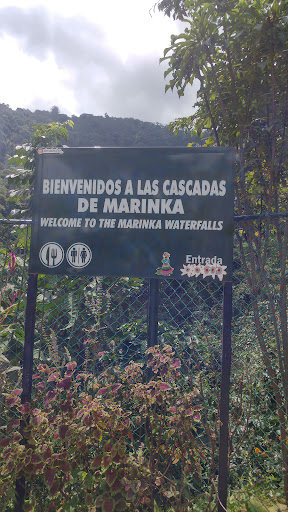 BIENVENIDOS A LAS CASCADAS
DE MARINKA
WELCOME TO THE MARINKA WATERFALLS
Entrada